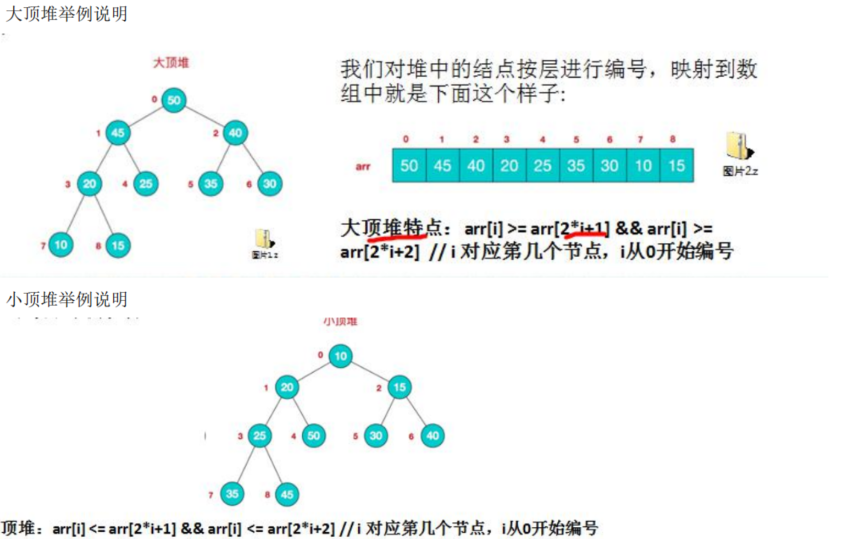 大顶堆举例说明
大顶堆
0 50
1 45 2 40
3 20 4 25 5 35 6 30
7 10 8 15
图片1.z
我们对堆中的结点按层进行编号，映射到数
组中就是下面这个样子:
0 1 2 3 4 5 6 7 8
arr 50 45 40 20 25 35 30 10 15
图片2.z
大顶堆特点：arr[i] >= arr[2*i+1] && arr[i] >=
arr[2*i+2] // i 对应第几个节点，i从0开始编号
小顶堆举例说明
小顶堆
0 10
1 20 2 15
3 25 4 50 5 30 6 40
7 35 8 45
顶堆：arr[i] <= arr[2*i+1] && arr[i] <= arr[2*i+2] // i 对应第几个节点，i从0开始编号